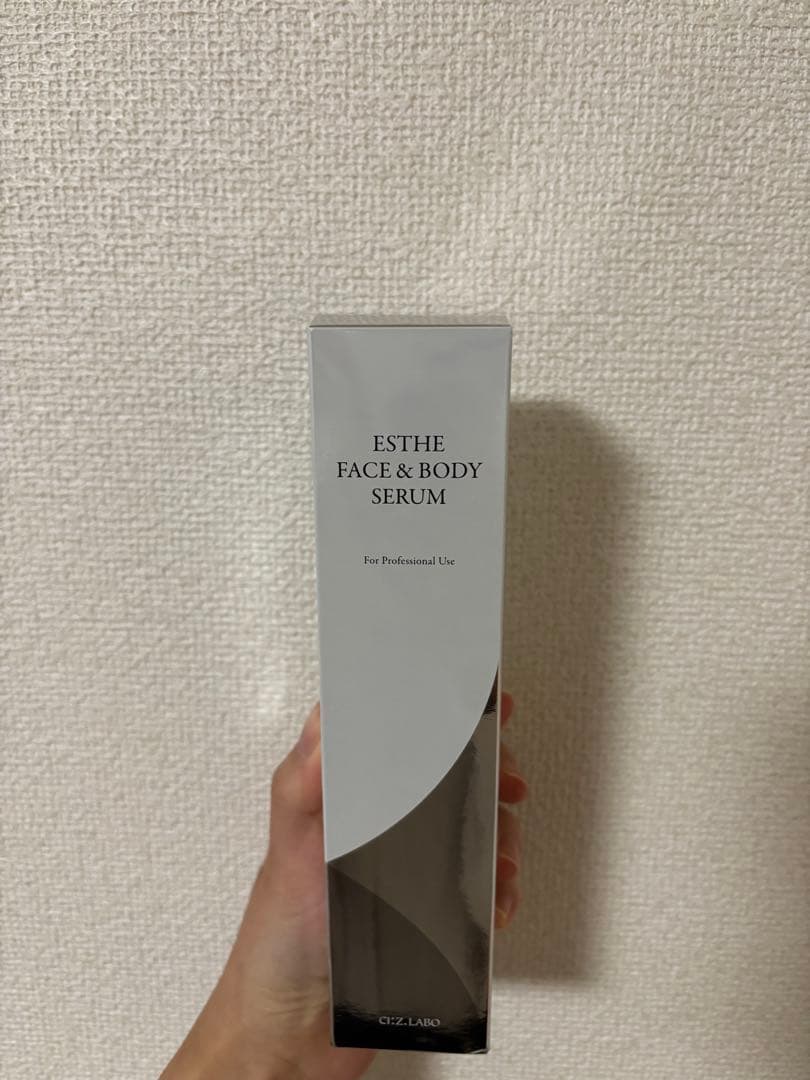 ESTHE
FACE & BODY
SERUM
For Professional Use
CI:Z.LABO